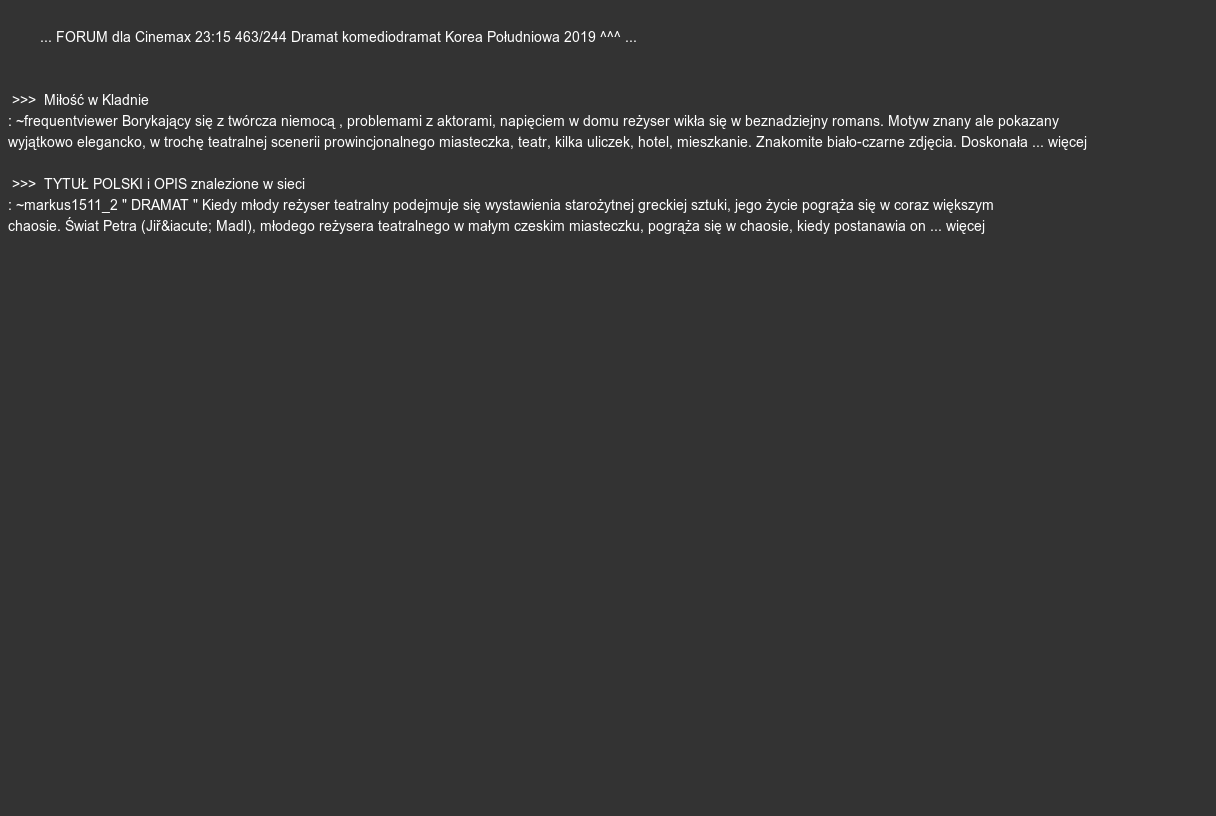 ... FORUM dla Cinemax 23:15 463/244 Dramat komediodramat Korea Południowa 2019 ^^^ ...
>>> Miłość w Kladnie
: ~frequentviewer Borykający się z twórcza niemocą , problemami z aktorami, napięciem w domu reżyser wikła się w beznadziejny romans. Motyw znany ale pokazany
wyjątkowo elegancko, w trochę teatralnej scenerii prowincjonalnego miasteczka, teatr, kilka uliczek, hotel, mieszkanie. Znakomite biało-czarne zdjęcia. Doskonała ... więcej
>>> TYTUŁ POLSKI i OPIS znalezione w sieci
: ~markus1511_2 " DRAMAT " Kiedy młody reżyser teatralny podejmuje się wystawienia starożytnej greckiej sztuki, jego życie pogrąża się w coraz większym
chaosie. Świat Petra (Jiř&iacute; Madl), młodego reżysera teatralnego w małym czeskim miasteczku, pogrąża się w chaosie, kiedy postanawia on ... więcej